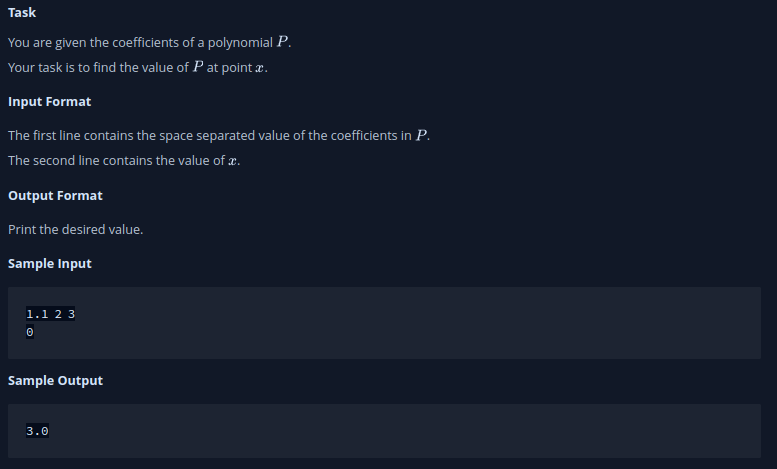 Task
You are given the coefficients of a polynomial P.
Your task is to find the value of P at point x.
Input Format
The first line contains the space separated value of the coefficients in P.
The second line contains the value of x.
Output Format
Print the desired value.
Sample Input
1.1 2 3
0
Sample Output
3.0